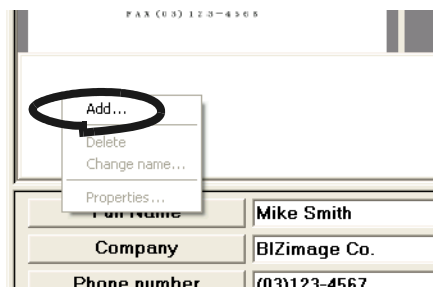 FAX (03) 123-4568
Add...
Delete
Change name...
Properties...
Full Name
Mike Smith
Company
BIZimage Co.
Phone number
(03)123-4567